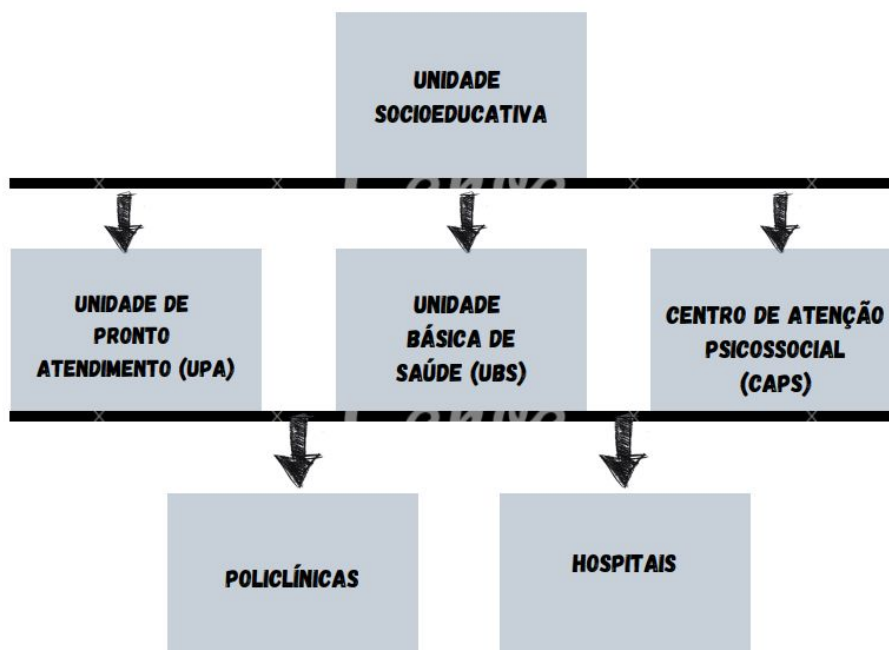 UNIDADE
SOCIOEDUCATIVA
UNIDADE DE
PRONTO
ATENDIMENTO (UPA)
UNIDADE
BÁSICA DE
SAÚDE (UBS)
CENTRO DE ATENÇÃO
PSICOSSOCIAL
(CAPS)
POLICLÍNICAS
HOSPITAIS